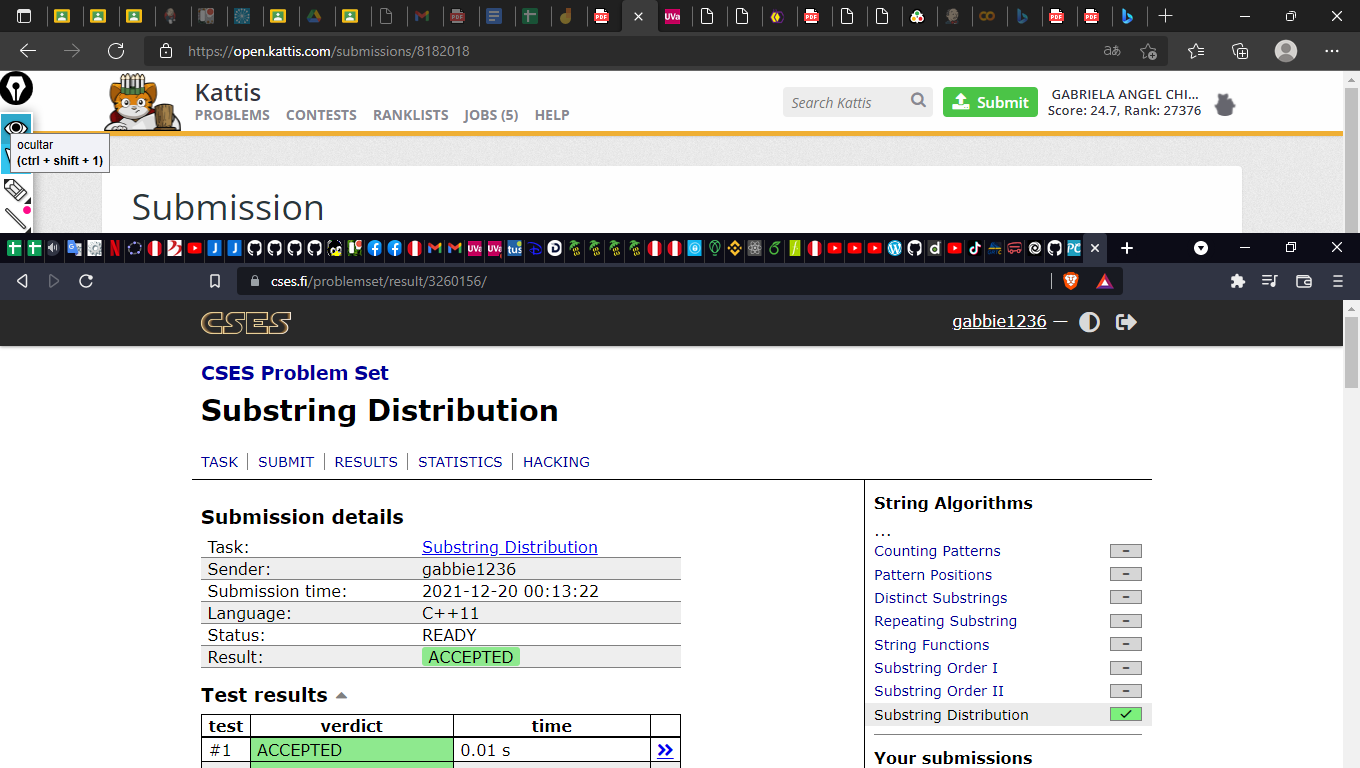 https://open.kattis.com/submissions/8182018
Kattis
PROBLEMS CONTESTS RANKLISTS JOBS (5) HELP
Search Kattis
Submit
GABRIELA ANGEL CHI...
Score: 24.7, Rank: 27376
ocultar
(ctrl + shift + 1)
Submission
cses.fi/problemset/result/3260156/
CSES
gabbie1236 —
CSES Problem Set
Substring Distribution
TASK SUBMIT RESULTS STATISTICS HACKING
Submission details
Task: Substring Distribution
Sender: gabbie1236
Submission time: 2021-12-20 00:13:22
Language: C++11
Status: READY
Result: ACCEPTED
Test results
test verdict time
#1 ACCEPTED 0.01 s »
String Algorithms
...
Counting Patterns -
Pattern Positions -
Distinct Substrings -
Repeating Substring -
String Functions -
Substring Order I -
Substring Order II -
Substring Distribution ✓
Your submissions